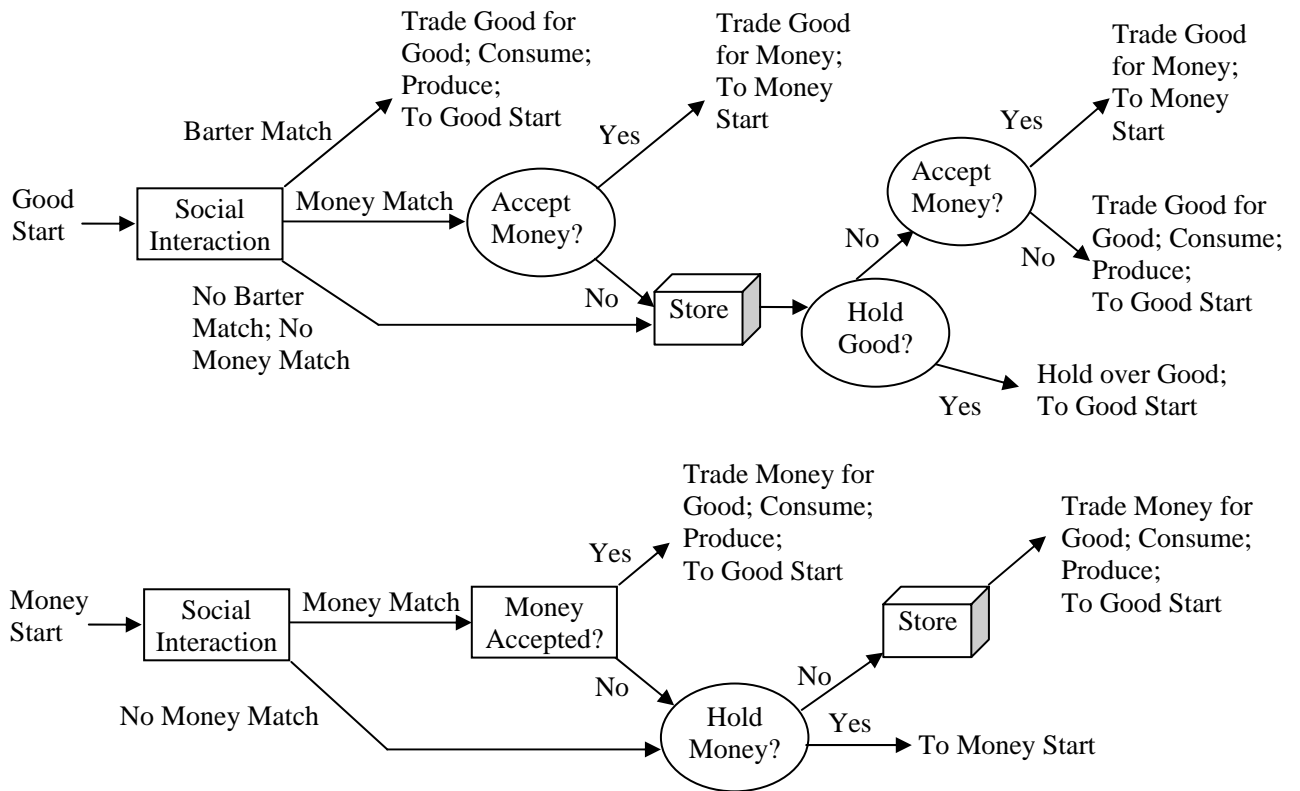 Trade Good for
Good; Consume;
Produce;
To Good Start
Trade Good
for Money;
To Money
Start
Trade Good
for Money;
To Money
Start
Barter Match
Yes
Yes
Good
Start
Social
Interaction
Money Match
Accept
Money?
Accept
Money?
Trade Good for
Good; Consume;
Produce;
To Good Start
No
No
No
No Barter
Match; No
Money Match
Store
Hold
Good?
Yes
Hold over Good;
To Good Start
Trade Money for
Good; Consume;
Produce;
To Good Start
Trade Money for
Good; Consume;
Produce;
To Good Start
Yes
Money
Start
Social
Interaction
Money Match
Money
Accepted?
Store
No
No
No Money Match
Hold
Money?
Yes
To Money Start